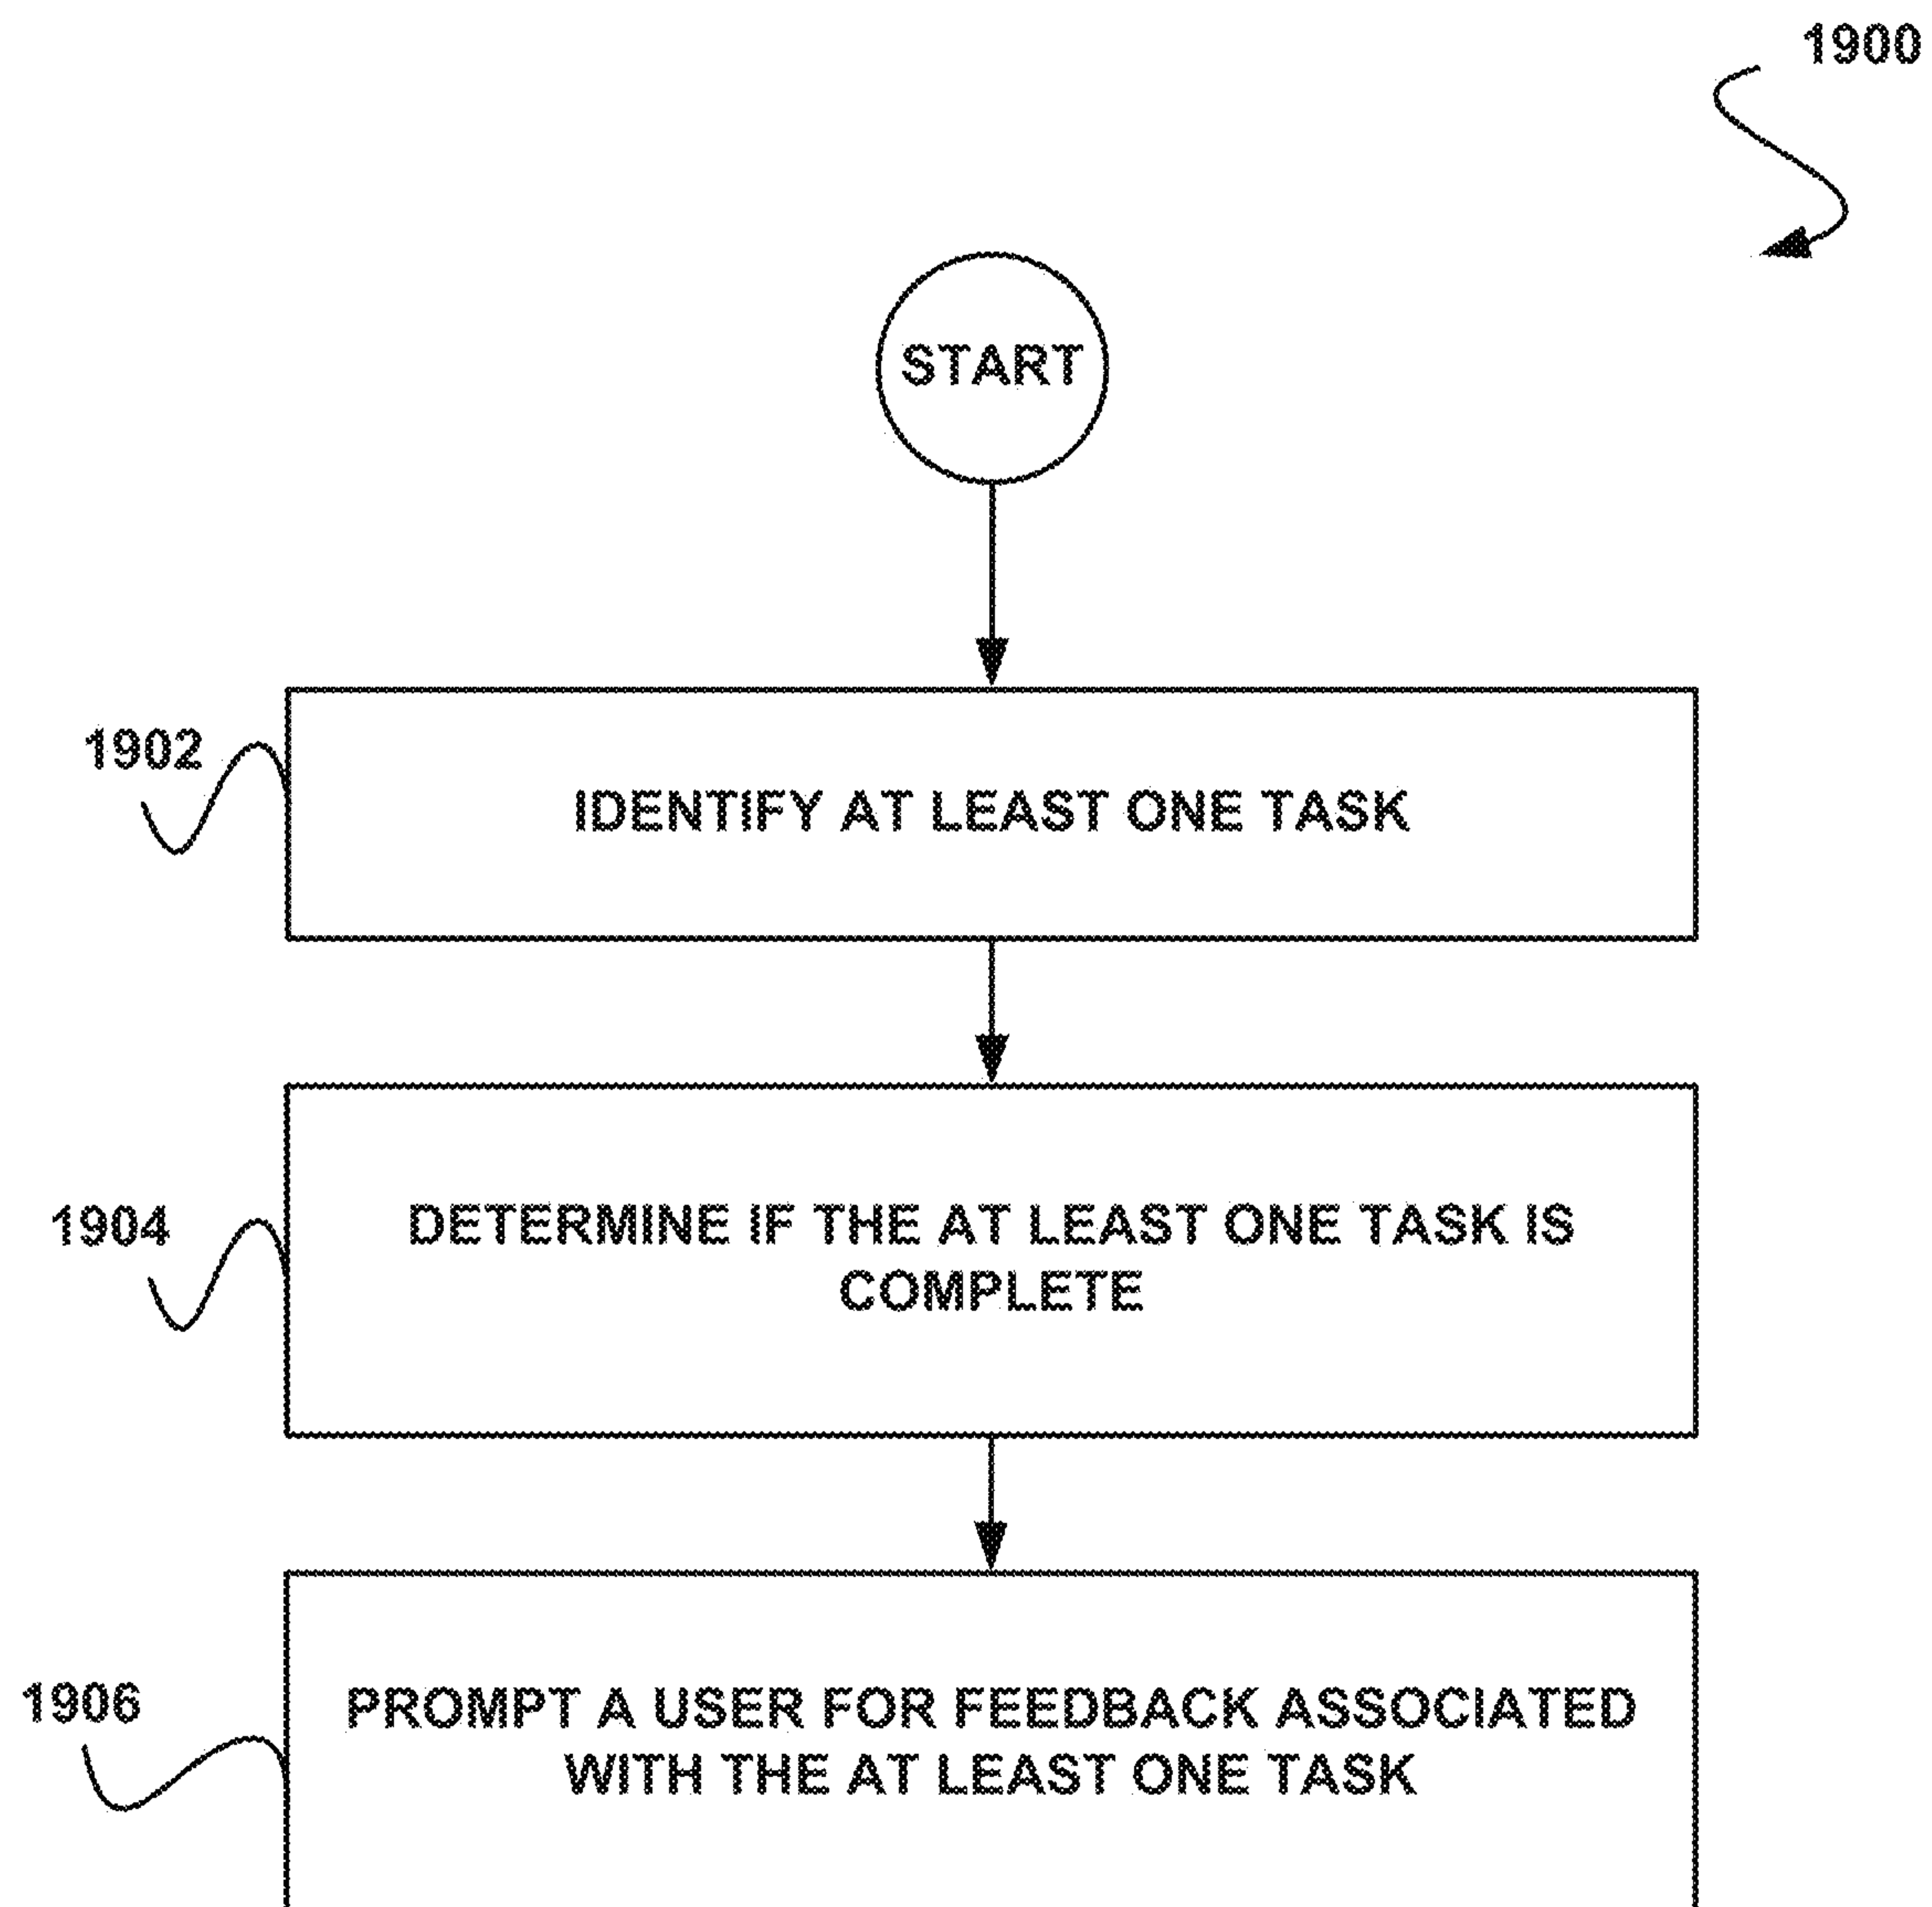 1900
START
1902
IDENTIFY AT LEAST ONE TASK
1904
DETERMINE IF THE AT LEAST ONE TASK IS
COMPLETE
1906
PROMPT A USER FOR FEEDBACK ASSOCIATED
WITH THE AT LEAST ONE TASK